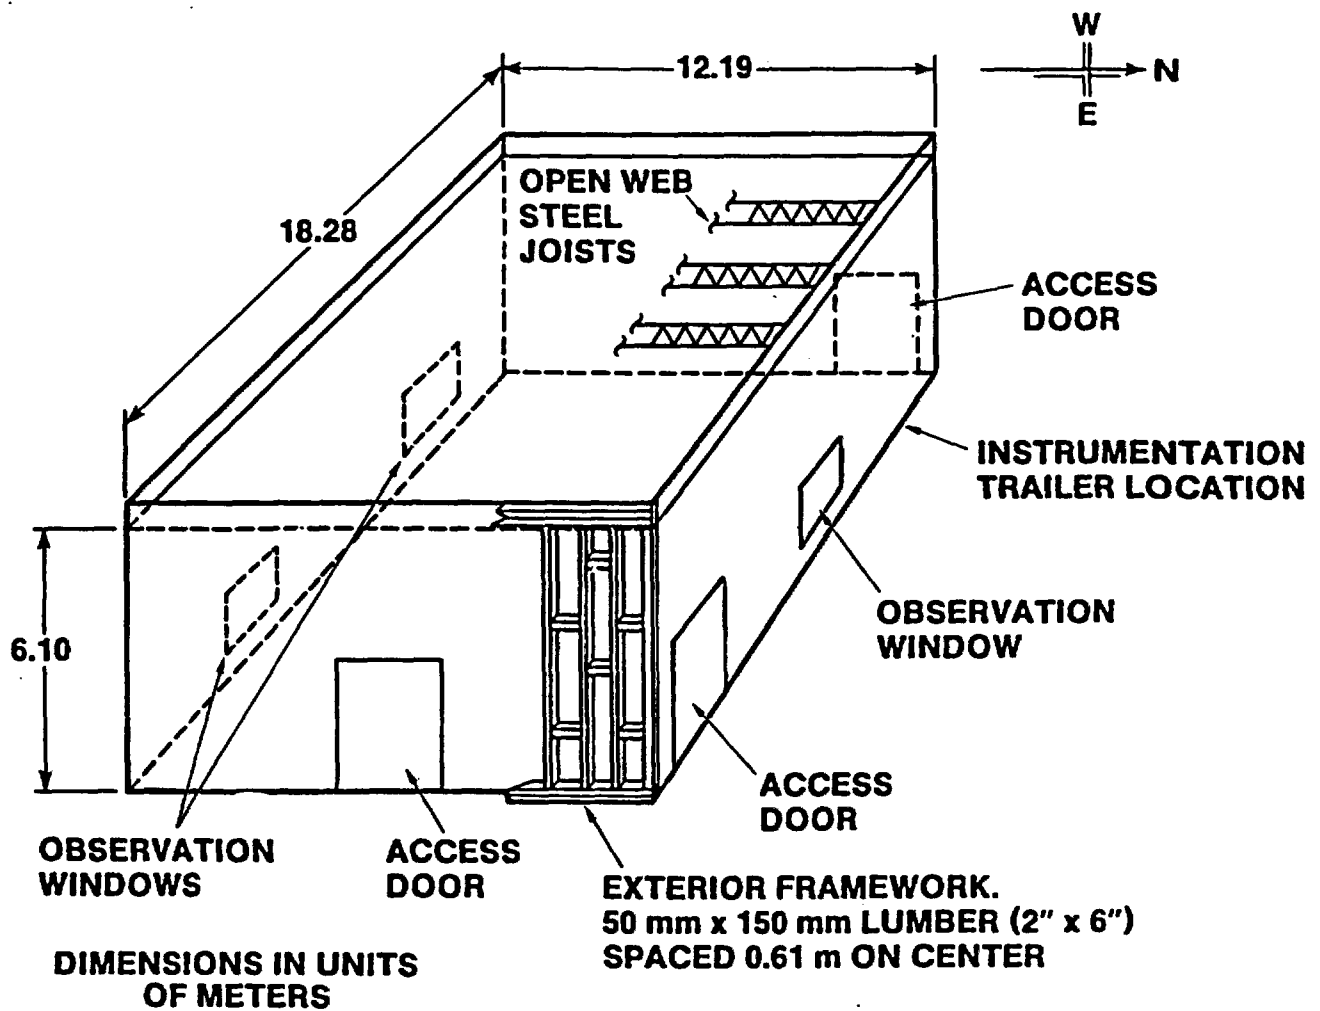 W
12.19
N
E
OPEN WEB
STEEL
JOISTS
18.28
ACCESS
DOOR
INSTRUMENTATION
TRAILER LOCATION
OBSERVATION
WINDOW
6.10
ACCESS
DOOR
OBSERVATION
WINDOWS
ACCESS
DOOR
EXTERIOR FRAMEWORK.
50 mm x 150 mm LUMBER (2" x 6")
SPACED 0.61 m ON CENTER
DIMENSIONS IN UNITS
OF METERS